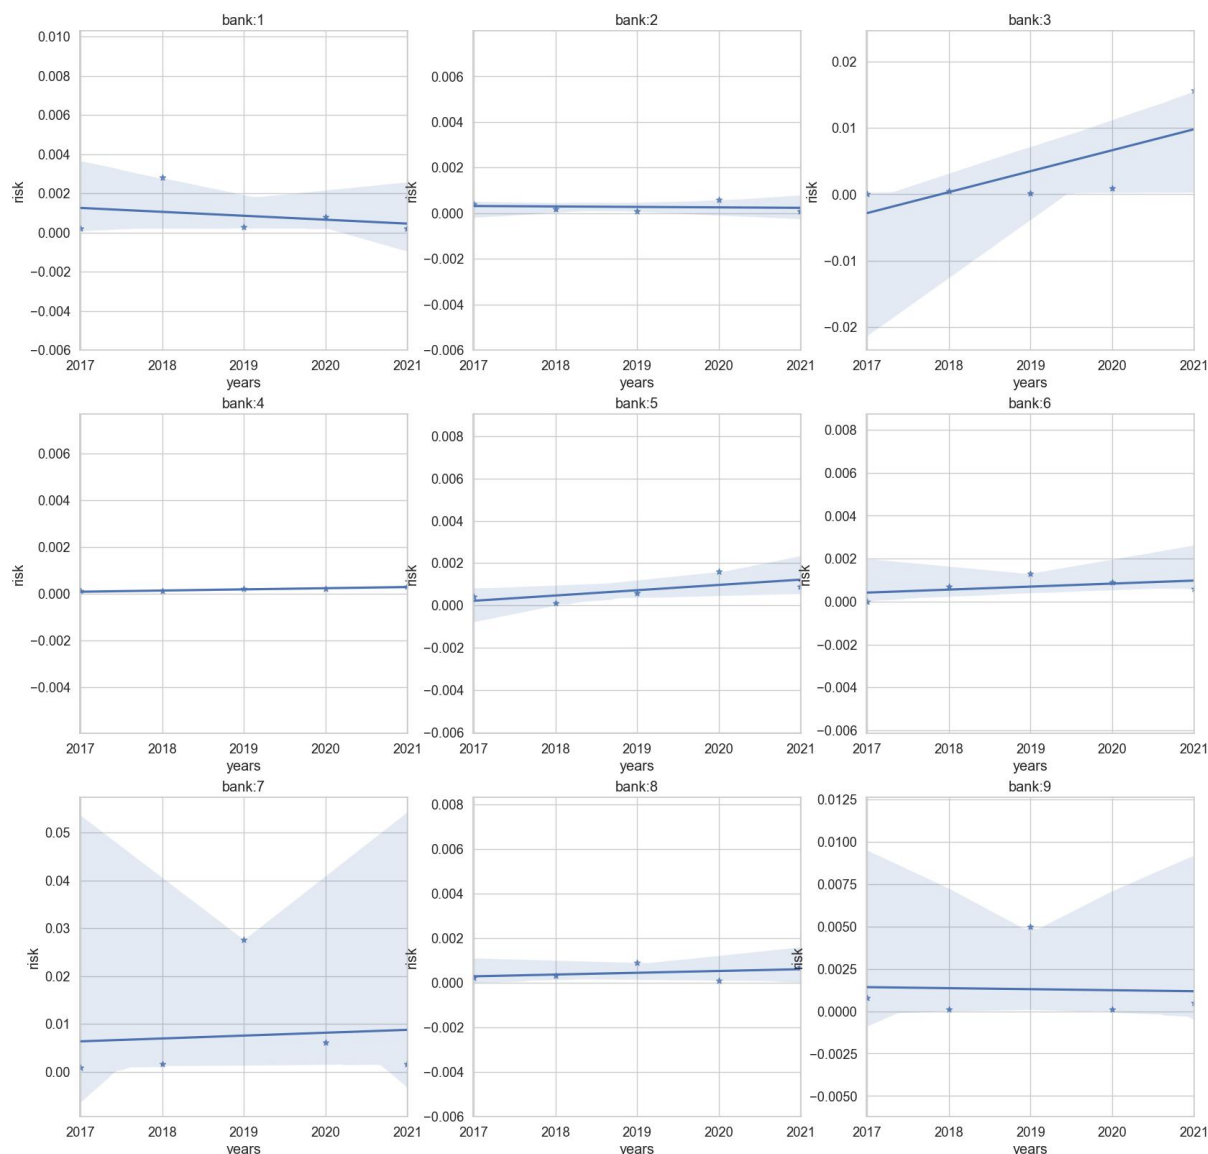 bank:1
0.010
0.008
0.006
0.004
0.002
0.000
−0.002
−0.004
−0.006
risk
2017 2018 2019 2020 2021
years
bank:2
0.006
0.004
0.002
0.000
−0.002
−0.004
−0.006
risk
2017 2018 2019 2020 2021
years
bank:3
0.02
0.01
0.00
−0.01
−0.02
risk
2017 2018 2019 2020 2021
years
bank:4
0.006
0.004
0.002
0.000
−0.002
−0.004
risk
2017 2018 2019 2020 2021
years
bank:5
0.008
0.006
0.004
0.002
0.000
−0.002
−0.004
−0.006
risk
2017 2018 2019 2020 2021
years
bank:6
0.008
0.006
0.004
0.002
0.000
−0.002
−0.004
−0.006
risk
2017 2018 2019 2020 2021
years
bank:7
0.05
0.04
0.03
0.02
0.01
0.00
risk
2017 2018 2019 2020 2021
years
bank:8
0.008
0.006
0.004
0.002
0.000
−0.002
−0.004
−0.006
risk
2017 2018 2019 2020 2021
years
bank:9
0.0125
0.0100
0.0075
0.0050
0.0025
0.0000
−0.0025
−0.0050
risk
2017 2018 2019 2020 2021
years